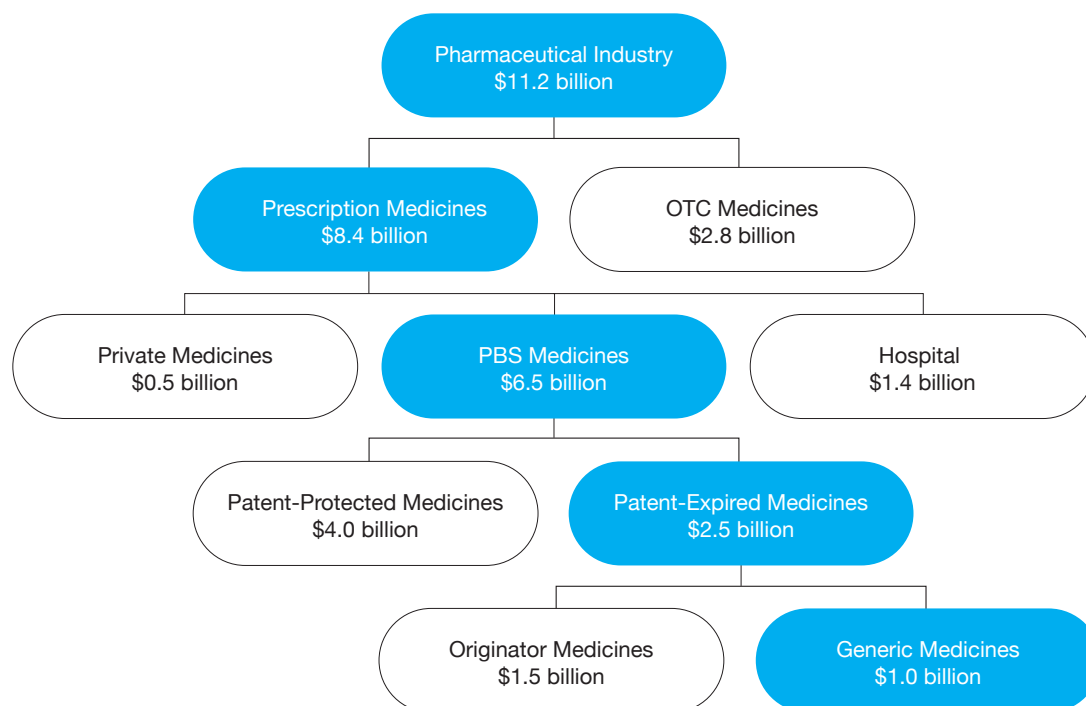 Pharmaceutical Industry
$11.2 billion
Prescription Medicines
$8.4 billion
OTC Medicines
$2.8 billion
Private Medicines
$0.5 billion
PBS Medicines
$6.5 billion
Hospital
$1.4 billion
Patent-Protected Medicines
$4.0 billion
Patent-Expired Medicines
$2.5 billion
Originator Medicines
$1.5 billion
Generic Medicines
$1.0 billion